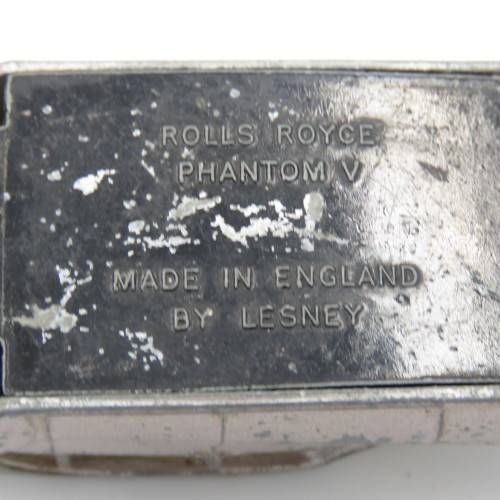 ROLLS ROYCE
PHANTOM V
MADE IN ENGLAND
BY LESNEY